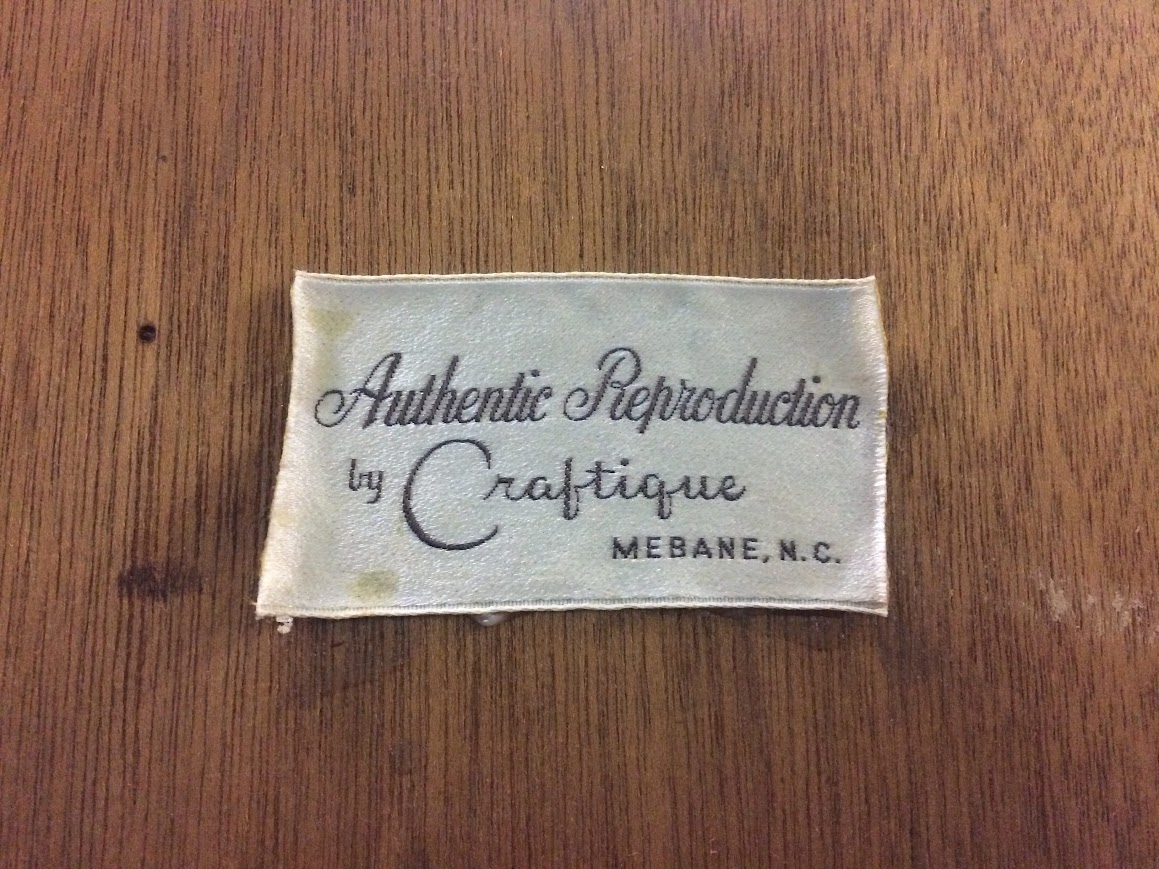 Authentic Reproduction
by Craftique
MEBANE, N.C.